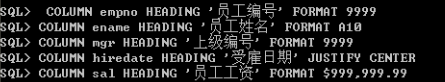 SQL>  COLUMN empno HEADING '员工编号' FORMAT 9999
SQL> COLUMN ename HEADING '员工姓名' FORMAT A10
SQL> COLUMN mgr HEADING '上级编号' FORMAT 9999
SQL> COLUMN hiredate HEADING '受雇日期' JUSTIFY CENTER
SQL> COLUMN sal HEADING '员工工资' FORMAT $999,999.99